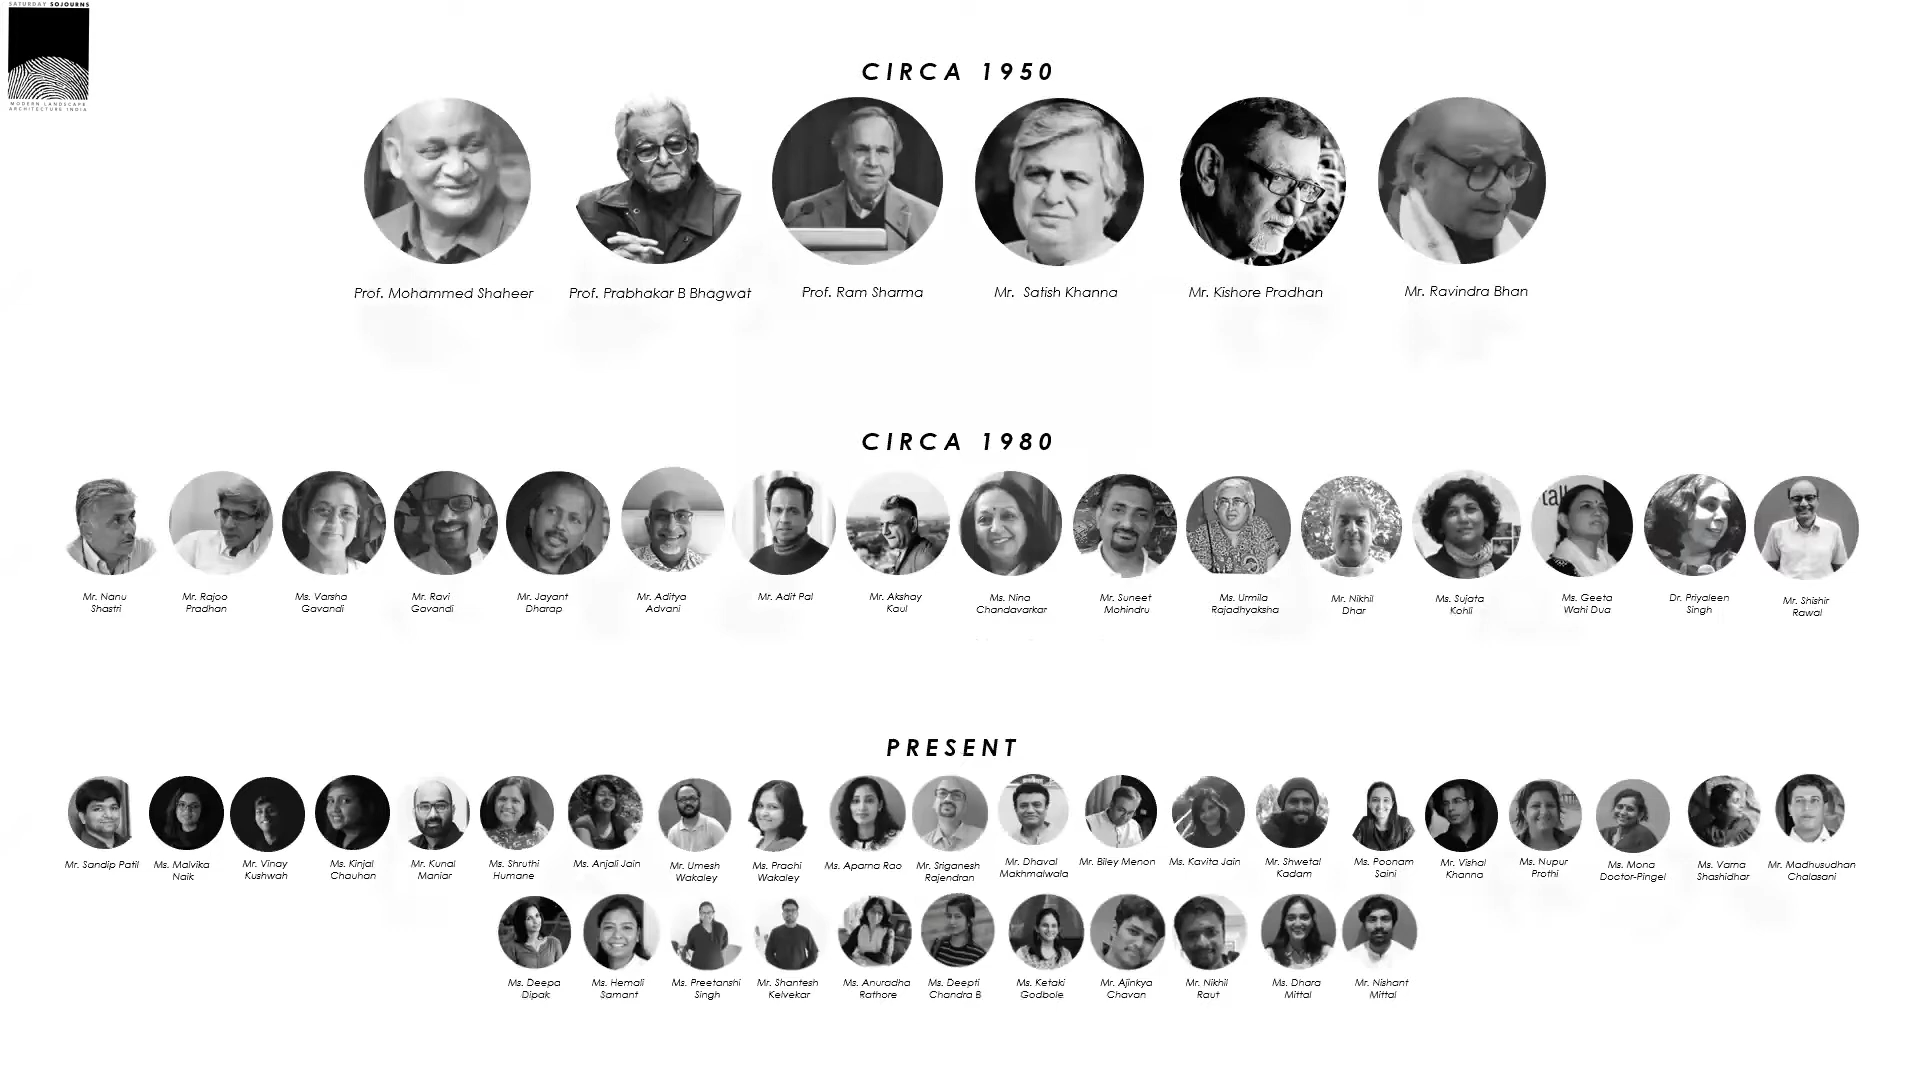 SATURDAY SOJOURNS
MODERN LANDSCAPE
ARCHITECTURE INDIA
CIRCA 1950
Prof. Mohammed Shaheer
Prof. Prabhakar B Bhagwat
Prof. Ram Sharma
Mr. Satish Khanna
Mr. Kishore Pradhan
Mr. Ravindra Bhan
CIRCA 1980
tall
Mr. Nanu
Shastri
Mr. Rajoo
Pradhan
Ms. Varsha
Gavandi
Mr. Ravi
Gavandi
Mr. Jayant
Dharap
Mr. Aditya
Advani
Mr. Adit Pal
Mr. Akshay
Kaul
Ms. Nina
Chandavarkar
Mr. Suneet
Mohindru
Ms. Urmila
Rajadhyaksha
Mr. Nikhil
Dhar
Ms. Sujata
Kohli
Ms. Geeta
Wahi Dua
Dr. Priyaleen
Singh
Mr. Shishir
Rawal
PRESENT
Mr. Sandip Patil
Ms. Malvika
Naik
Mr. Vinay
Kushwah
Ms. Kinjal
Chauhan
Mr. Kunal
Maniar
Ms. Shruthi
Humane
Ms. Anjali Jain
Mr. Umesh
Wakaley
Ms. Prachi
Wakaley
Ms. Aparna Rao
Mr. Sriganesh
Rajendran
Mr. Dhaval
Makhmalwala
Mr. Biley Menon
Ms. Kavita Jain
Mr. Shwetal
Kadam
Ms. Poonam
Saini
Mr. Vishal
Khanna
Ms. Nupur
Prothi
Ms. Mona
Doctor-Pingel
Ms. Varna
Shashidhar
Mr. Madhusudhan
Chalasani
Ms. Deepa
Dipak
Ms. Hemali
Samant
Ms. Preetanshi
Singh
Mr. Shantesh
Kelvekar
Ms. Anuradha
Rathore
Ms. Deepti
Chandra B
Ms. Ketaki
Godbole
Mr. Ajinkya
Chavan
Mr. Nikhil
Raut
Ms. Dhara
Mittal
Mr. Nishant
Mittal